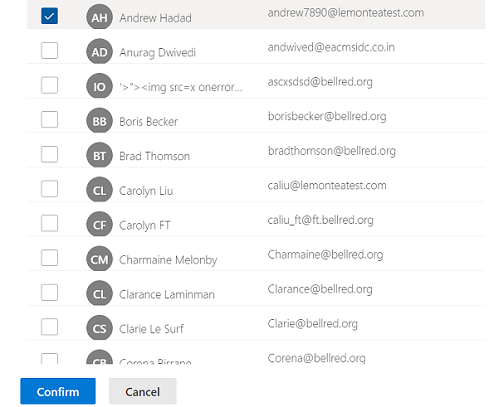 AH Andrew Hadad andrew7890@lemonteatest.com
AD Anurag Dwivedi andwived@eacmsidc.co.in
IO '>"><img src=x onerror... ascxsdsd@bellred.org
BB Boris Becker borisbecker@bellred.org
BT Brad Thomson bradthomson@bellred.org
CL Carolyn Liu caliu@lemonteatest.com
CF Carolyn FT caliu_ft@ft.bellred.org
CM Charmaine Melonby Charmaine@bellred.org
CL Clarance Laminman Clarance@bellred.org
CS Clarie Le Surf Clarie@bellred.org
CB Corena Birrane Corena@bellred.org
Confirm Cancel